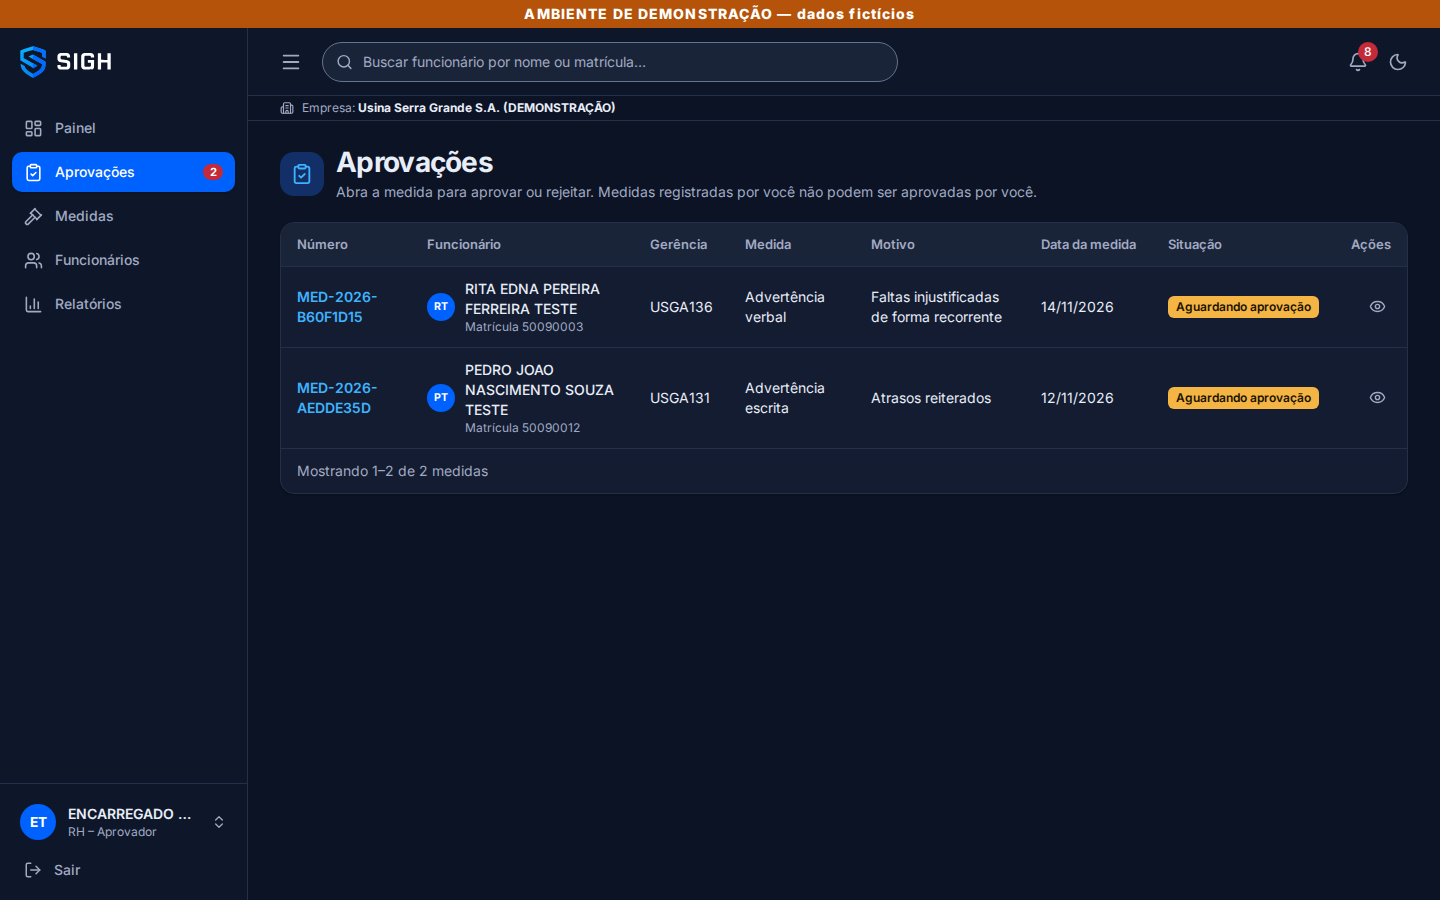 AMBIENTE DE DEMONSTRAÇÃO — dados fictícios
SIGH
Buscar funcionário por nome ou matrícula...
8
Empresa: Usina Serra Grande S.A. (DEMONSTRAÇÃO)
Painel
Aprovações
2
Medidas
Funcionários
Relatórios
Aprovações
Abra a medida para aprovar ou rejeitar. Medidas registradas por você não podem ser aprovadas por você.
Número Funcionário Gerência Medida Motivo Data da medida Situação Ações
MED-2026-
B60F1D15
RT
RITA EDNA PEREIRA
FERREIRA TESTE
Matrícula 50090003
USGA136
Advertência
verbal
Faltas injustificadas
de forma recorrente
14/11/2026
Aguardando aprovação
MED-2026-
AEDDE35D
PT
PEDRO JOAO
NASCIMENTO SOUZA
TESTE
Matrícula 50090012
USGA131
Advertência
escrita
Atrasos reiterados
12/11/2026
Aguardando aprovação
Mostrando 1–2 de 2 medidas
ET
ENCARREGADO ...
RH – Aprovador
Sair